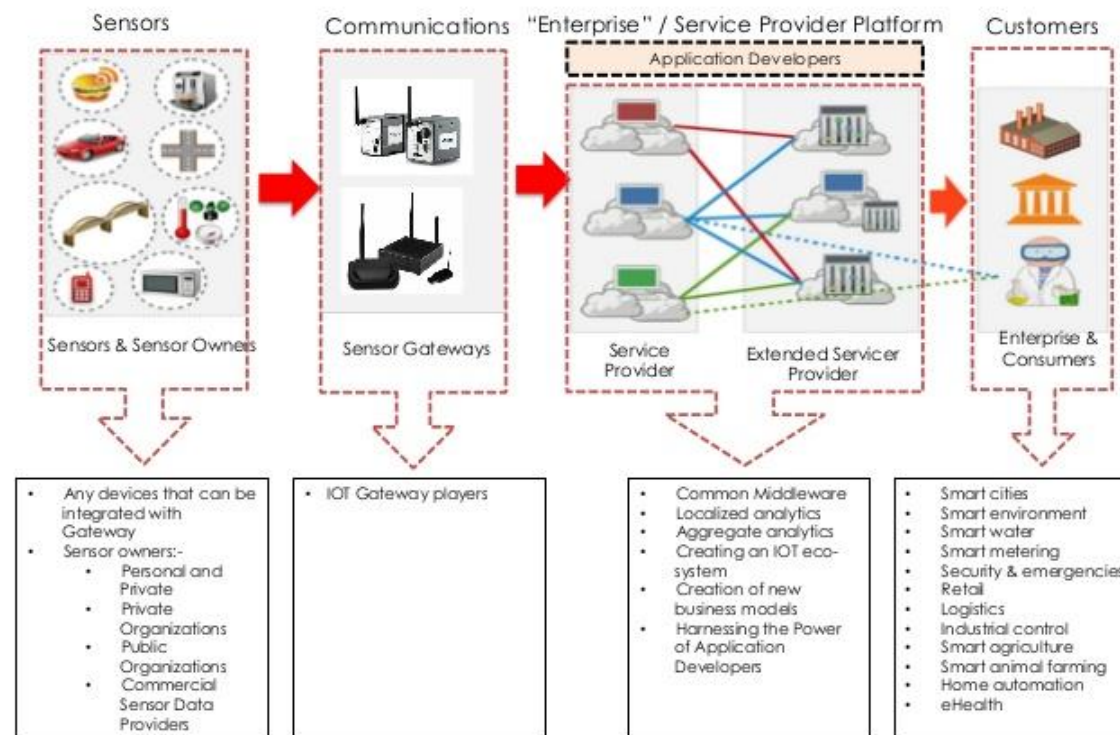 Sensors
Communications
"Enterprise" / Service Provider Platform
Customers
Application Developers
Sensors & Sensor Owners
Sensor Gateways
Service
Provider
Extended Servicer
Provider
Enterprise &
Consumers
• Any devices that can be
integrated with
Gateway
• Sensor owners:-
• Personal and
Private
• Private
Organizations
• Public
Organizations
• Commercial
Sensor Data
Providers
• IOT Gateway players
• Common Middleware
• Localized analytics
• Aggregate analytics
• Creating an IOT eco-
system
• Creation of new
business models
• Harnessing the Power
of Application
Developers
• Smart cities
• Smart environment
• Smart water
• Smart metering
• Security & emergencies
• Retail
• Logistics
• Industrial control
• Smart agriculture
• Smart animal farming
• Home automation
• eHealth